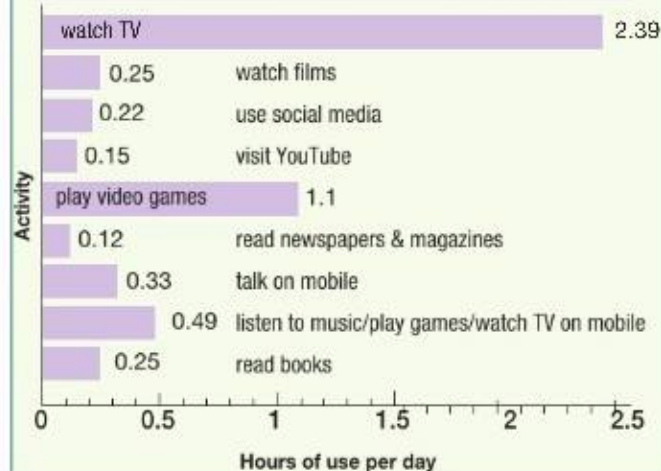 watch TV 2.39
0.25 watch films
0.22 use social media
0.15 visit YouTube
play video games 1.1
0.12 read newspapers & magazines
0.33 talk on mobile
0.49 listen to music/play games/watch TV on mobile
0.25 read books
Activity
0 0.5 1 1.5 2 2.5
Hours of use per day